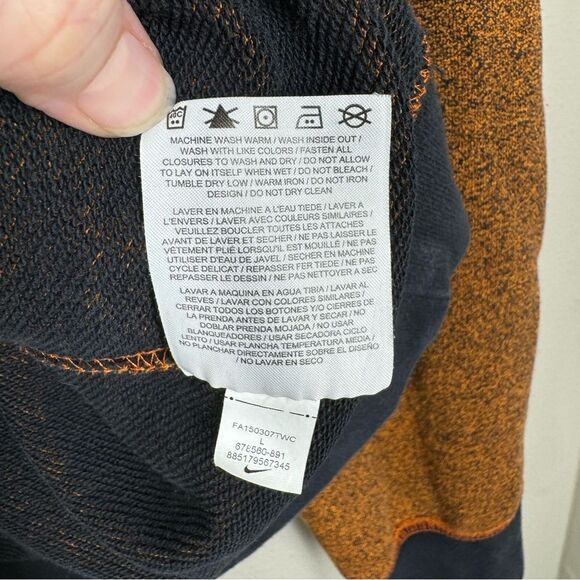 40C
MACHINE WASH WARM / WASH INSIDE OUT /
WASH WITH LIKE COLORS / FASTEN ALL
CLOSURES TO WASH AND DRY / DO NOT ALLOW
TO LAY ON ITSELF WHEN WET / DO NOT BLEACH /
TUMBLE DRY LOW / WARM IRON / DO NOT IRON
DESIGN / DO NOT DRY CLEAN
LAVER EN MACHINE A L'EAU TIEDE / LAVER A
L'ENVERS / LAVER AVEC COULEURS SIMILAIRES /
VEUILLEZ BOUCLER TOUTES LES ATTACHES
AVANT DE LAVER ET SECHER / NE PAS LAISSER LE
VÊTEMENT PLIÉ LORSQU'IL EST MOUILLÉ / NE PAS
UTILISER D'EAU DE JAVEL / SECHER EN MACHINE
CYCLE DELICAT / REPASSER FER TIEDE / NE PAS
REPASSER LE DESSIN / NE PAS NETTOYER A SEC
LAVAR A MAQUINA EN AGUA TIBIA / LAVAR AL
REVES / LAVAR CON COLORES SIMILARES /
CERRAR TODOS LOS BOTONES Y/O CIERRES DE
LA PRENDA ANTES DE LAVAR Y SECAR / NO
DOBLAR PRENDA MOJADA / NO USAR
BLANQUEADORES / USAR SECADORA CICLO
LENTO / USAR PLANCHA TEMPERATURA MEDIA /
NO PLANCHAR DIRECTAMENTE SOBRE EL DISEÑO
/ NO LAVAR EN SECO
FA150307TWC
L
678560-891
885179567345